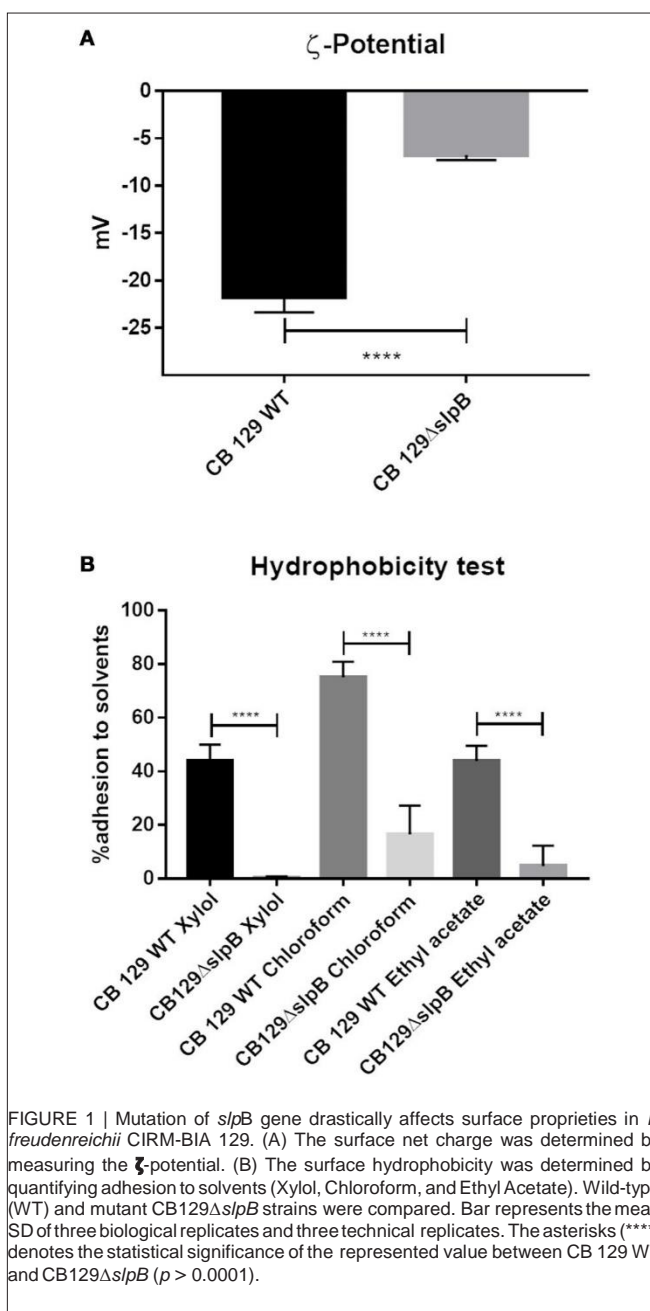 A
ζ-Potential
0
-5
-10
-15
-20
-25
mV
****
CB 129 WT
CB 129ΔslpB
B
Hydrophobicity test
100
80
60
40
20
0
%adhesion to solvents
****
****
****
CB 129 WT Xylol
CB129ΔslpB Xylol
CB 129 WT Chloroform
CB129ΔslpB Chloroform
CB 129 WT Ethyl acetate
CB129ΔslpB Ethyl acetate
FIGURE 1 | Mutation of slpB gene drastically affects surface proprieties in
freudenreichii CIRM-BIA 129. (A) The surface net charge was determined b
measuring the ζ-potential. (B) The surface hydrophobicity was determined b
quantifying adhesion to solvents (Xylol, Chloroform, and Ethyl Acetate). Wild-typ
(WT) and mutant CB129ΔslpB strains were compared. Bar represents the mea
SD of three biological replicates and three technical replicates. The asterisks (****
denotes the statistical significance of the represented value between CB 129 W
and CB129ΔslpB (p > 0.0001).